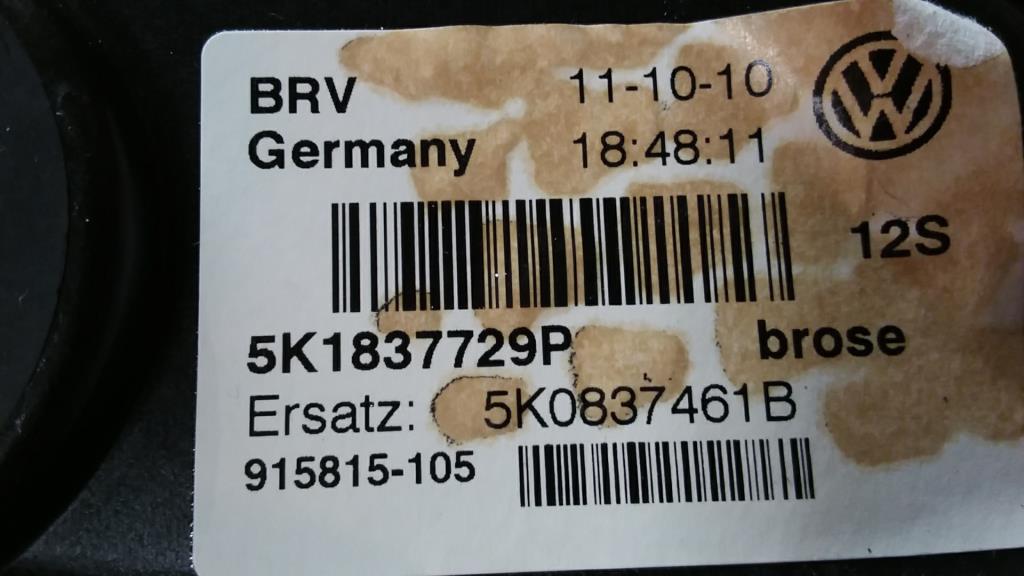 BRV 11-10-10
Germany 18:48:11
12S
5K1837729P brose
Ersatz: 5K0837461B
915815-105